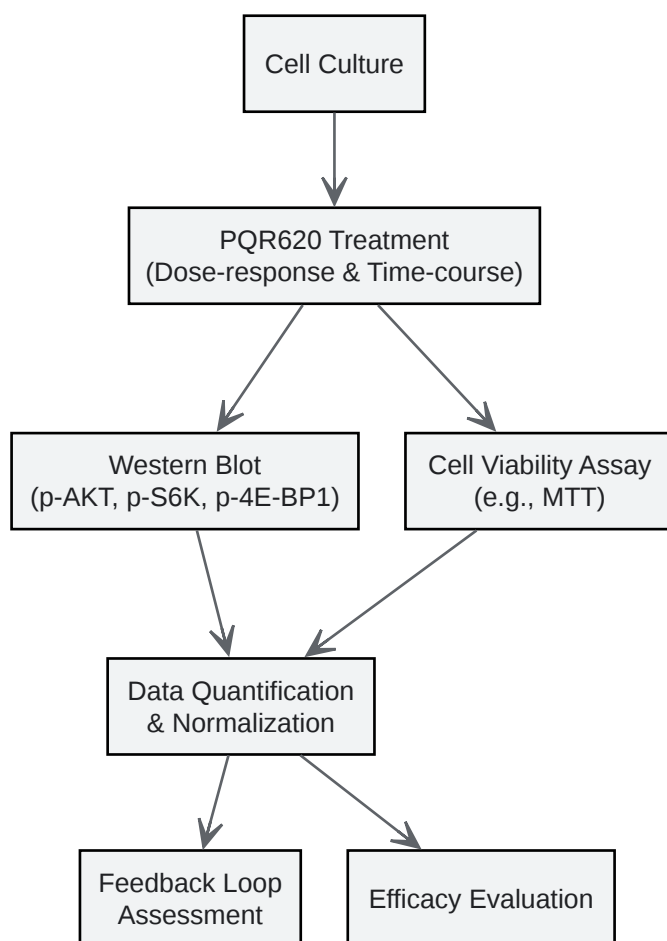 Cell Culture
PQR620 Treatment
(Dose-response & Time-course)
Western Blot
(p-AKT, p-S6K, p-4E-BP1)
Cell Viability Assay
(e.g., MTT)
Data Quantification
& Normalization
Feedback Loop
Assessment
Efficacy Evaluation